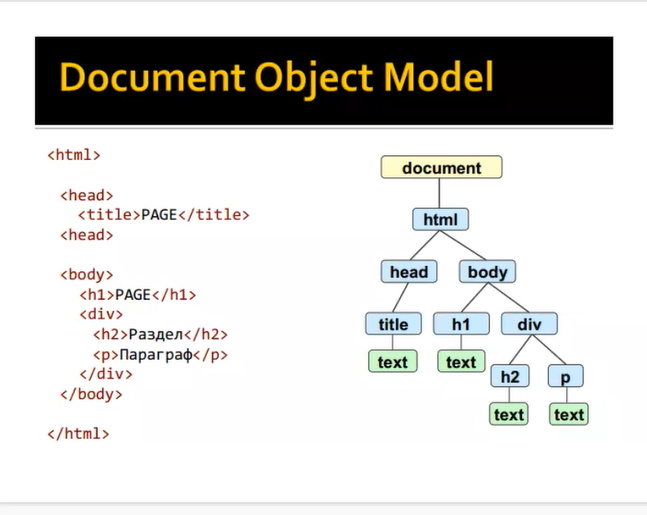 Document Object Model
<html>
<head>
<title>PAGE</title>
<head>
<body>
<h1>PAGE</h1>
<div>
<h2>Раздел</h2>
<p>Параграф</p>
</div>
</body>
</html>
document
html
head body
title h1 div
text text
h2 p
text text